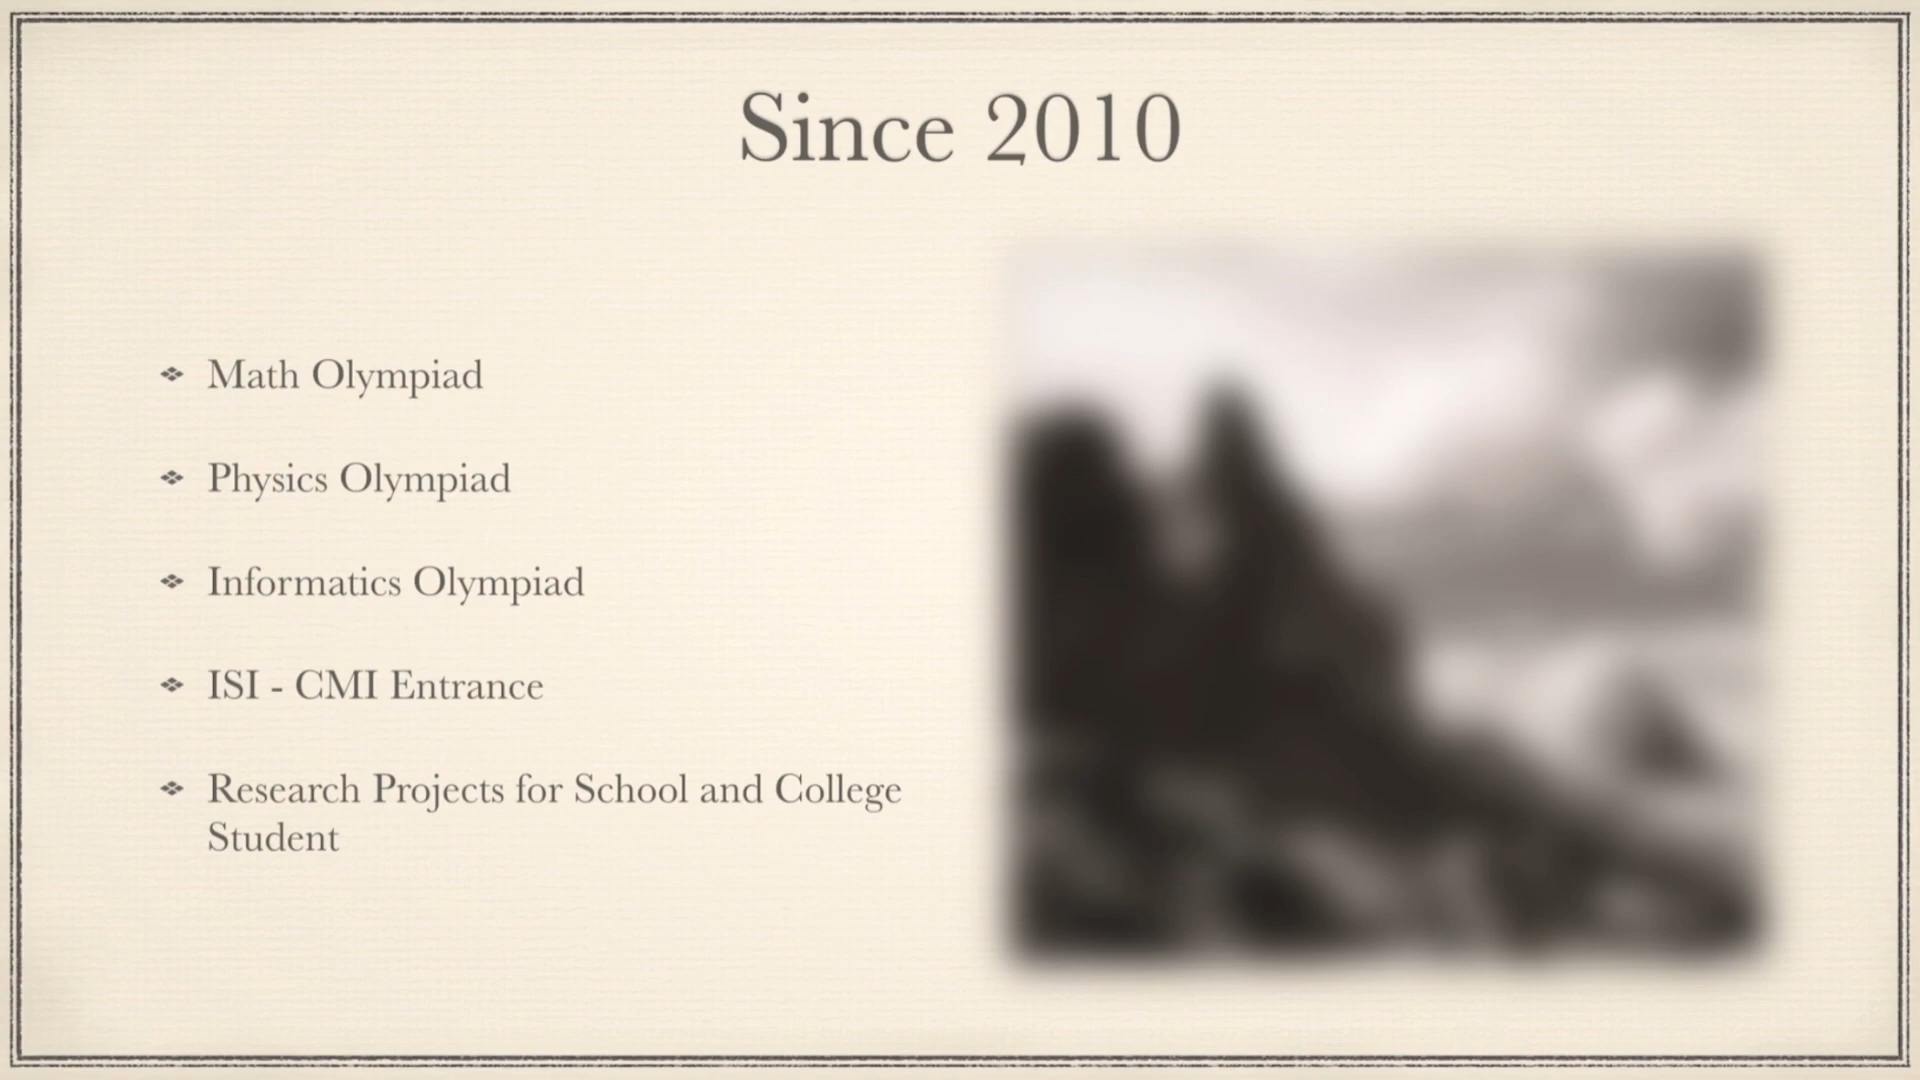 Since 2010
Math Olympiad
Physics Olympiad
Informatics Olympiad
ISI - CMI Entrance
Research Projects for School and College
Student